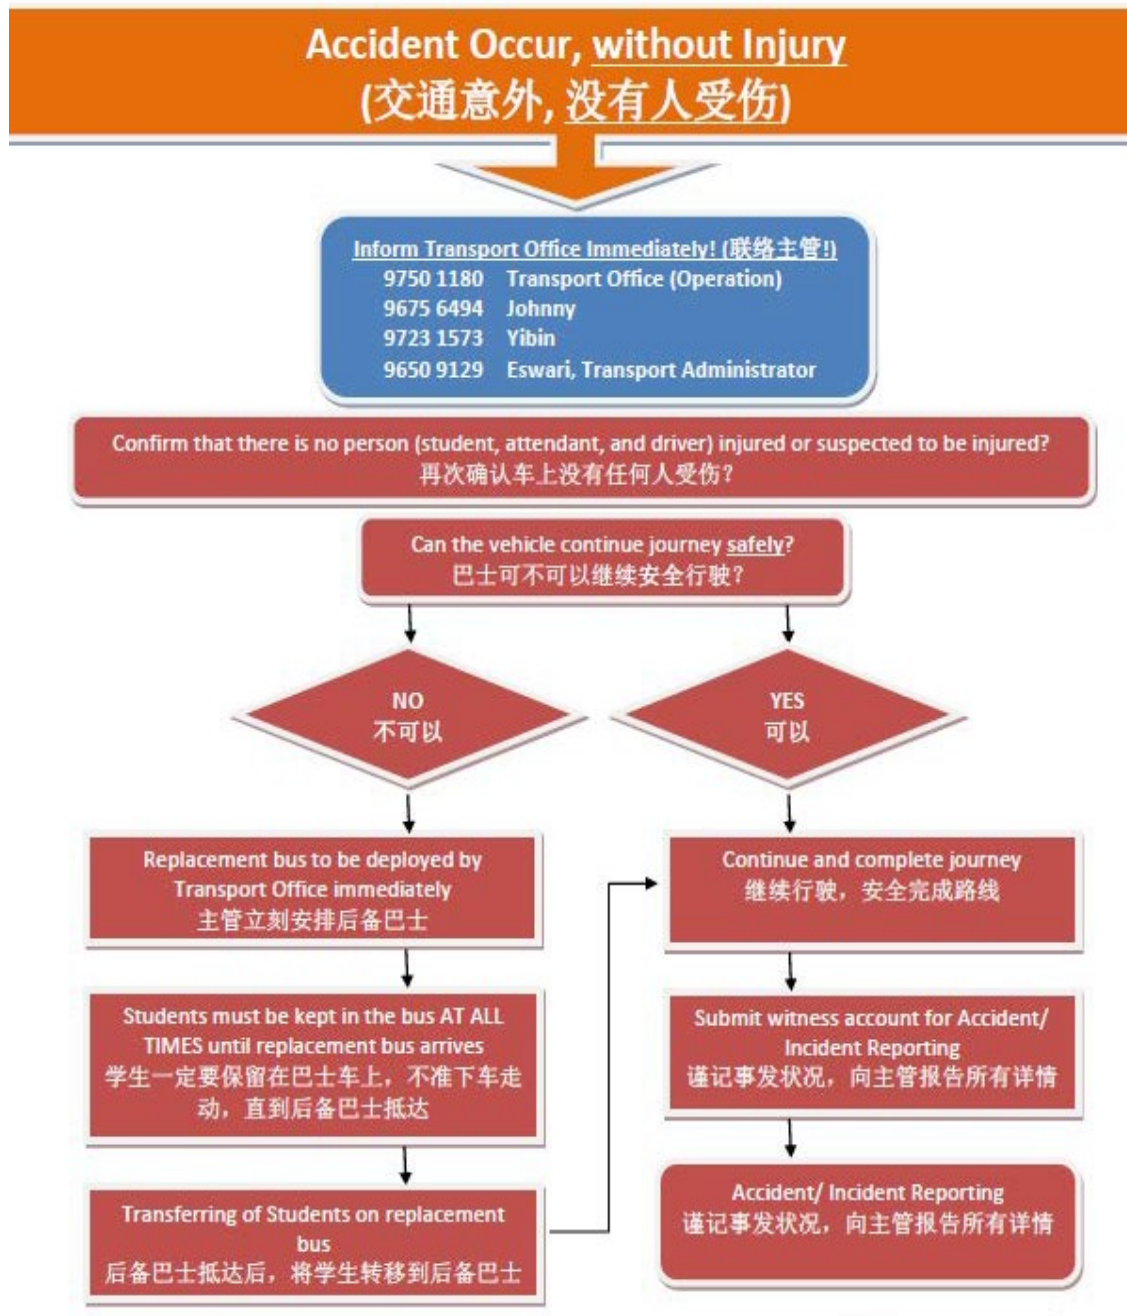 Accident Occur, without Injury
(交通意外, 没有人受伤)
Inform Transport Office Immediately! (联络主管!)
9750 1180 Transport Office (Operation)
9675 6494 Johnny
9723 1573 Yibin
9650 9129 Eswari, Transport Administrator
Confirm that there is no person (student, attendant, and driver) injured or suspected to be injured?
再次确认车上没有任何人受伤？
Can the vehicle continue journey safely?
巴士可不可以继续安全行驶？
NO
不可以
YES
可以
Replacement bus to be deployed by
Transport Office immediately
主管立刻安排后备巴士
Students must be kept in the bus AT ALL
TIMES until replacement bus arrives
学生一定要保留在巴士车上，不准下车走
动，直到后备巴士抵达
Transferring of Students on replacement
bus
后备巴士抵达后，将学生转移到后备巴士
Continue and complete journey
继续行驶，安全完成路线
Submit witness account for Accident/
Incident Reporting
谨记事发状况，向主管报告所有详情
Accident/ Incident Reporting
谨记事发状况，向主管报告所有详情